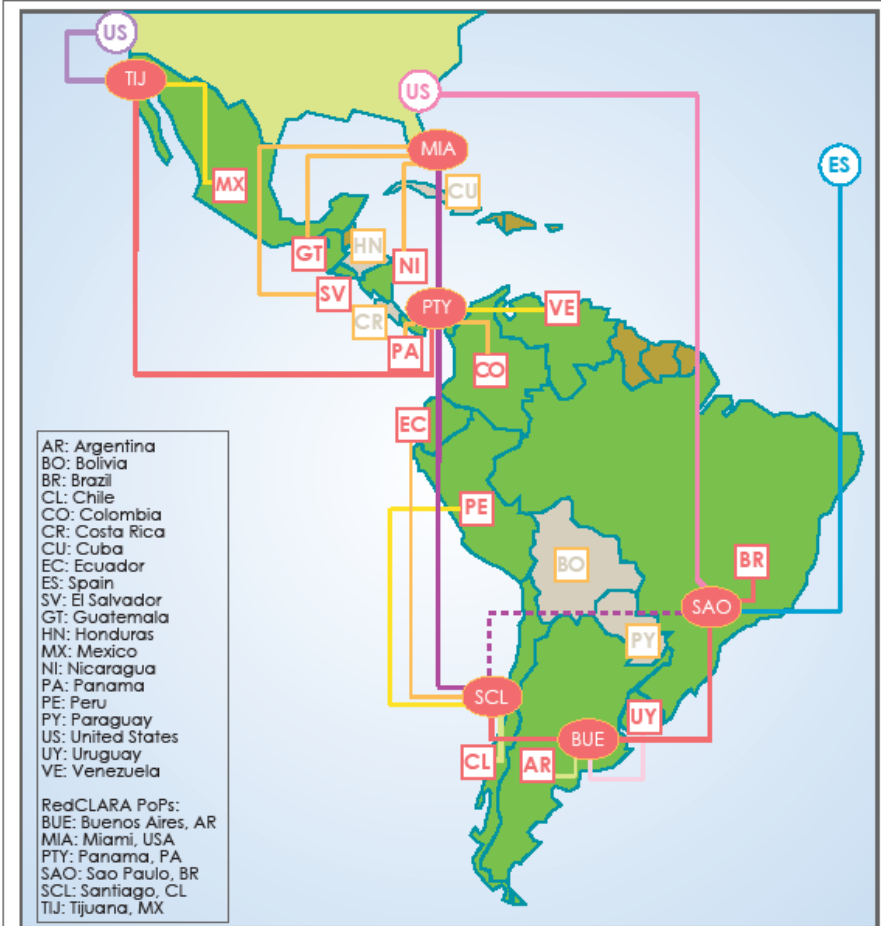 US
TIJ
US
MIA
ES
MX
CU
HN
GT
NI
SV
PTY
VE
CR
PA
CO
EC
PE
BO
BR
SAO
PY
SCL
UY
BUE
CL
AR
AR: Argentina
BO: Bolivia
BR: Brazil
CL: Chile
CO: Colombia
CR: Costa Rica
CU: Cuba
EC: Ecuador
ES: Spain
SV: El Salvador
GT: Guatemala
HN: Honduras
MX: Mexico
NI: Nicaragua
PA: Panama
PE: Peru
PY: Paraguay
US: United States
UY: Uruguay
VE: Venezuela
RedCLARA PoPs:
BUE: Buenos Aires, AR
MIA: Miami, USA
PTY: Panama, PA
SAO: Sao Paulo, BR
SCL: Santiago, CL
TIJ: Tijuana, MX